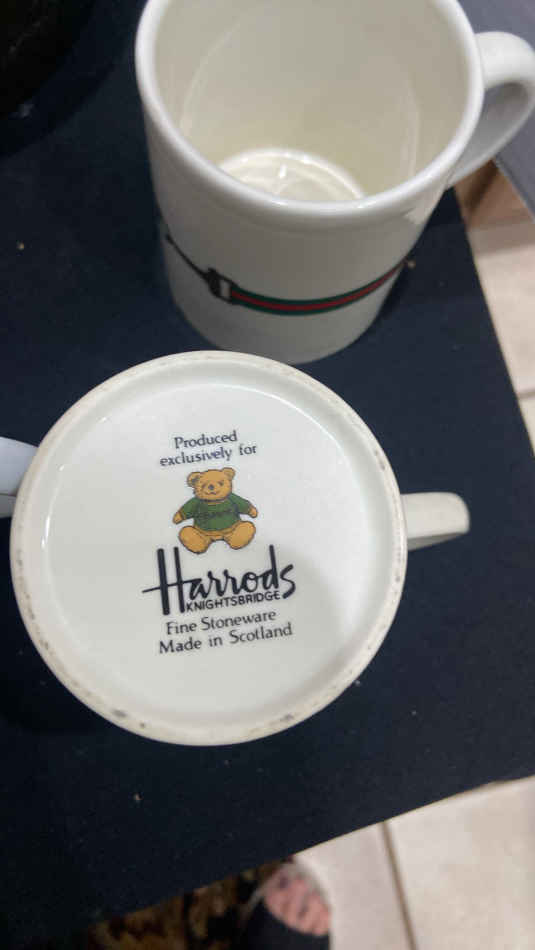 Produced
exclusively for
Harrods
KNIGHTSBRIDGE
Fine Stoneware
Made in Scotland